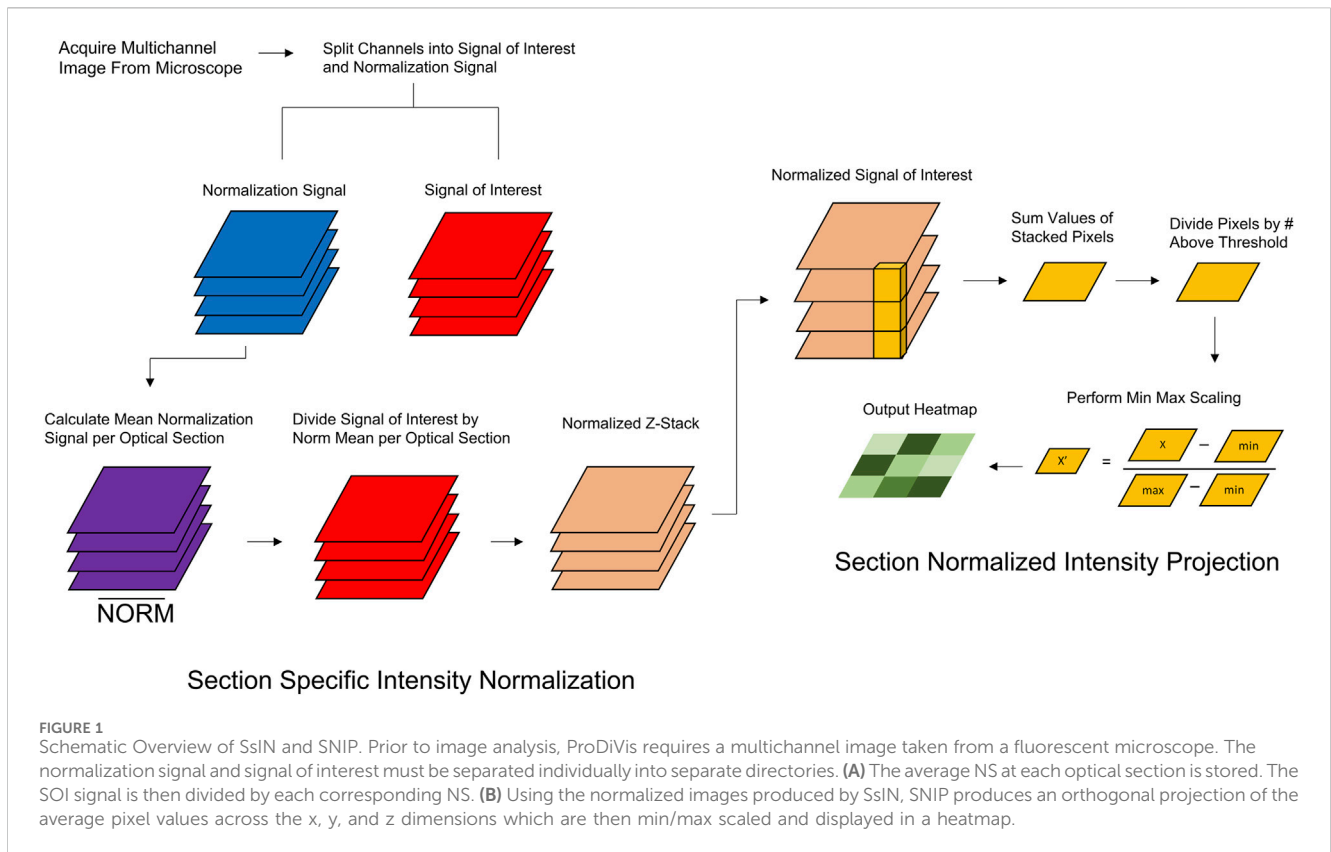 Acquire Multichannel
Image From Microscope
Split Channels into Signal of Interest
and Normalization Signal
Normalization Signal
Signal of Interest
Calculate Mean Normalization
Signal per Optical Section
NORM
Divide Signal of Interest by
Norm Mean per Optical Section
Normalized Z-Stack
Section Specific Intensity Normalization
Normalized Signal of Interest
Sum Values of
Stacked Pixels
Divide Pixels by #
Above Threshold
Perform Min Max Scaling
X' = x − min
max − min
Output Heatmap
Section Normalized Intensity Projection
FIGURE 1
Schematic Overview of SsIN and SNIP. Prior to image analysis, ProDiVis requires a multichannel image taken from a fluorescent microscope. The
normalization signal and signal of interest must be separated individually into separate directories. (A) The average NS at each optical section is stored. The
SOI signal is then divided by each corresponding NS. (B) Using the normalized images produced by SsIN, SNIP produces an orthogonal projection of the
average pixel values across the x, y, and z dimensions which are then min/max scaled and displayed in a heatmap.